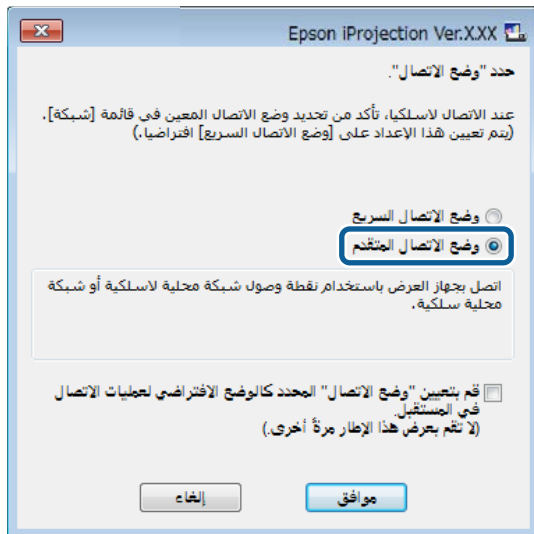 Epson iProjection Ver.X.XX
حدد "وضع الاتصال".
عند الاتصال لاسلكيا، تأكد من تحديد وضع الاتصال المعين في قائمة [شبكة].
(يتم تعيين هذا الإعداد على [وضع الاتصال السريع] افتراضيا.)
وضع الاتصال السريع
وضع الاتصال المتقدم
اتصل بجهاز العرض باستخدام نقطة وصول شبكة محلية لاسلكية أو شبكة
محلية سلكية.
قم بتعيين "وضع الاتصال" المحدد كالوضع الافتراضي لعمليات الاتصال
في المستقبل.
(لا تقم بعرض هذا الإطار مرةً أخرى.)
موافق
إلغاء